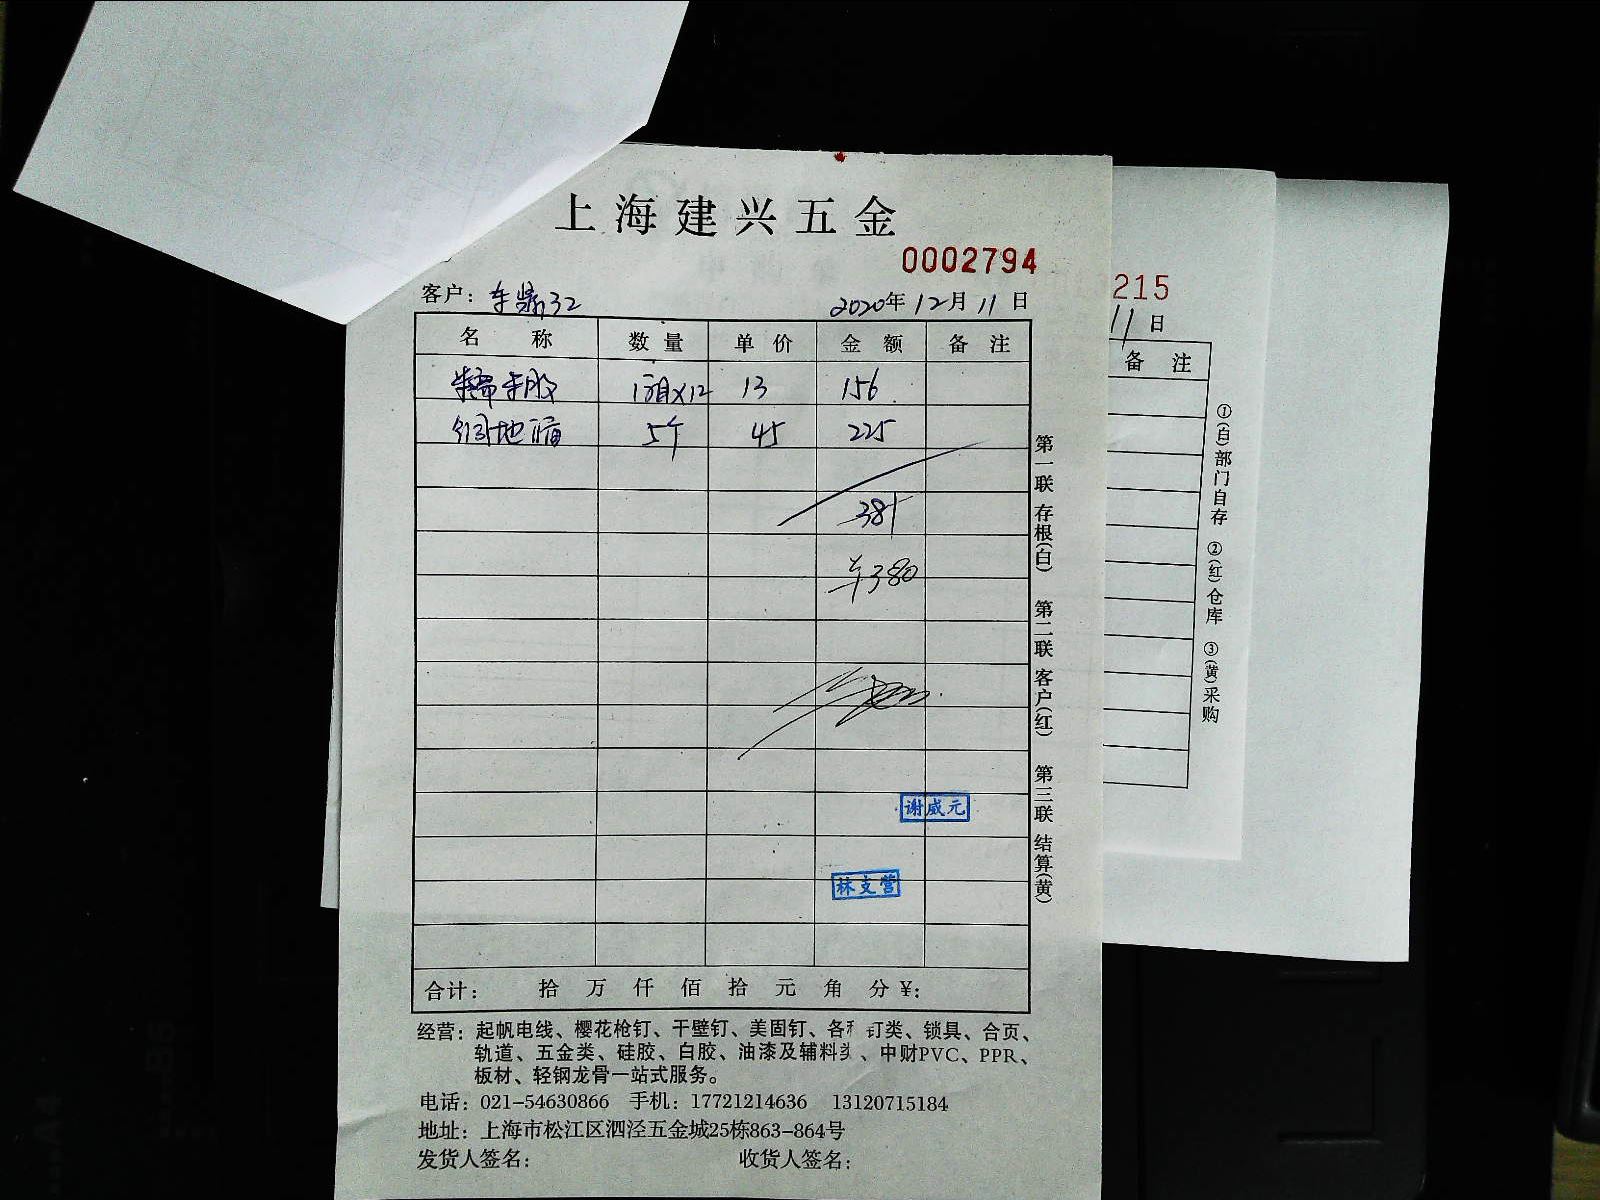 上海建兴五金
0002794
客户：
2020年12月11日
名称 数量 单价 金额 备注
13 156
5个 45 225
381
380
谢威元
林支营
合计： 拾 万 仟 佰 拾 元 角 分 ¥：
经营：起帆电线、樱花枪钉、干壁钉、美固钉、各 钉类、锁具、合页、
轨道、五金类、硅胶、白胶、油漆及辅料类、中财PVC、PPR、
板材、轻钢龙骨一站式服务。
电话：021-54630866 手机：17721214636 13120715184
地址：上海市松江区泗泾五金城25栋863-864号
发货人签名： 收货人签名：
第一联 存根（白） 第二联 客户（红） 第三联 结算（黄）
215
11日
备注
①（白）部门自存 ②（红）仓库 ③（黄）采购